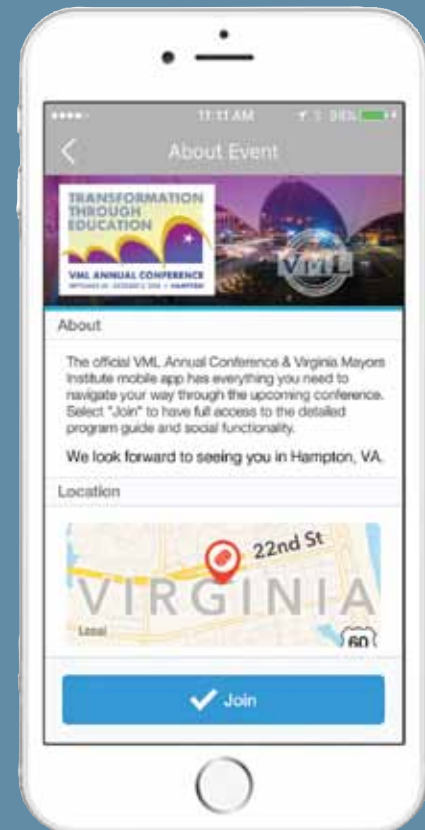 11:11 AM
About Event
TRANSFORMATION
THROUGH
EDUCATION
VML ANNUAL CONFERENCE
HAMPTON
VML
About
The official VML Annual Conference & Virginia Mayors
Institute mobile app has everything you need to
navigate your way through the upcoming conference.
Select "Join" to have full access to the detailed
program guide and social functionality.
We look forward to seeing you in Hampton, VA.
Location
22nd St
VIRGINIA
Legal
60
Join